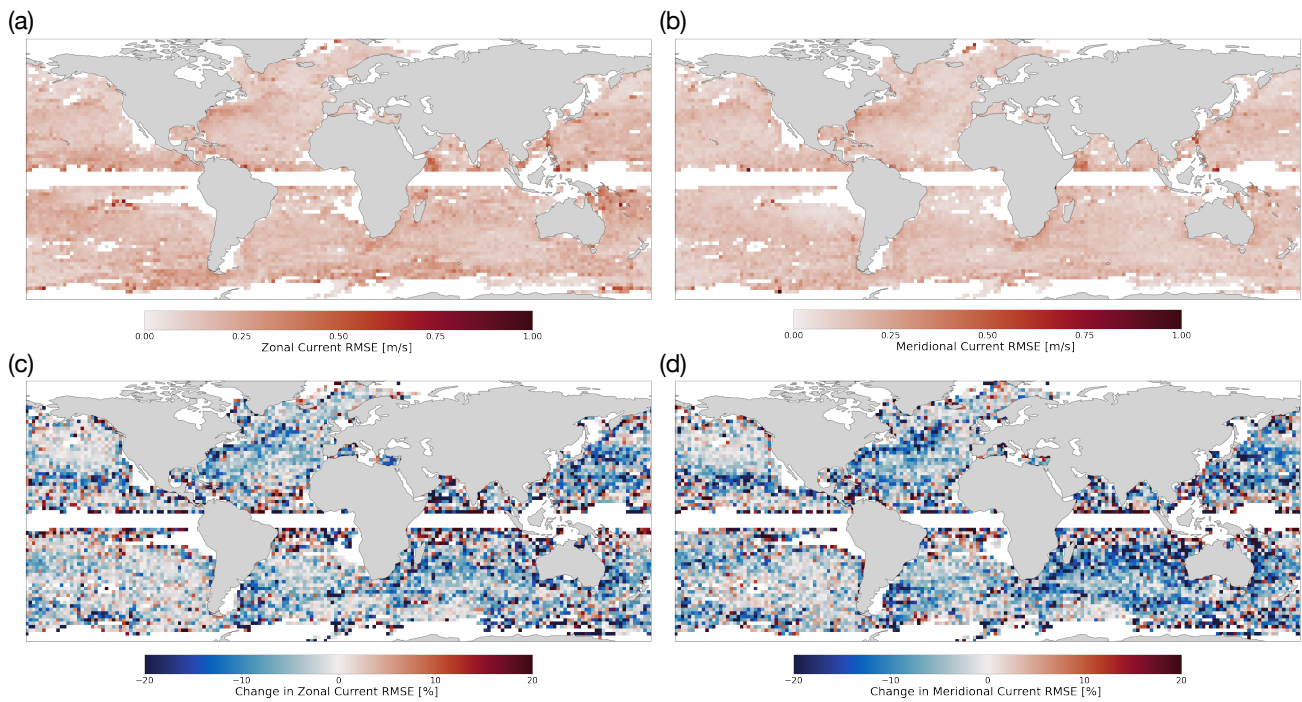 (a)
(b)
0.00 0.25 0.50 0.75 1.00
Zonal Current RMSE [m/s]
0.00 0.25 0.50 0.75 1.00
Meridional Current RMSE [m/s]
(c)
(d)
−20 −10 0 10 20
Change in Zonal Current RMSE [%]
−20 −10 0 10 20
Change in Meridional Current RMSE [%]